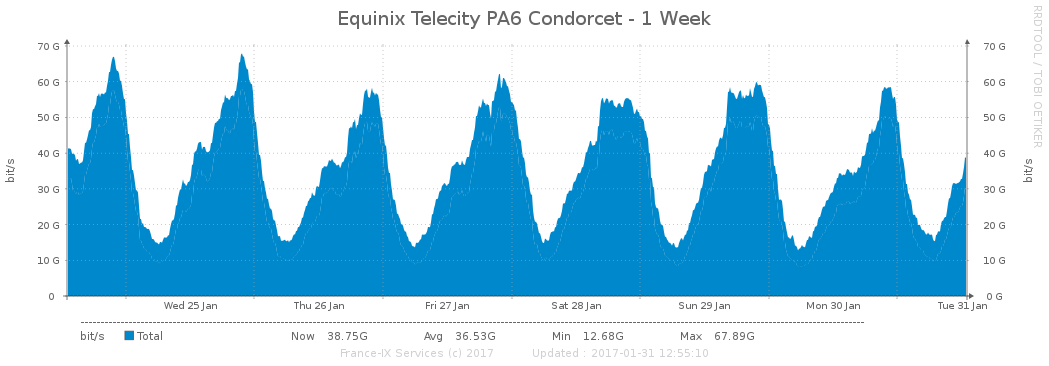 Equinix Telecity PA6 Condorcet - 1 Week
RRDTOOL / TOBI OETIKER
bit/s
bit/s
70 G 70 G
60 G 60 G
50 G 50 G
40 G 40 G
30 G 30 G
20 G 20 G
10 G 10 G
0 0 G
Wed 25 Jan Thu 26 Jan Fri 27 Jan Sat 28 Jan Sun 29 Jan Mon 30 Jan Tue 31 Jan
bit/s Total Now 38.75G Avg 36.53G Min 12.68G Max 67.89G
France-IX Services (c) 2017 Updated : 2017-01-31 12:55:10